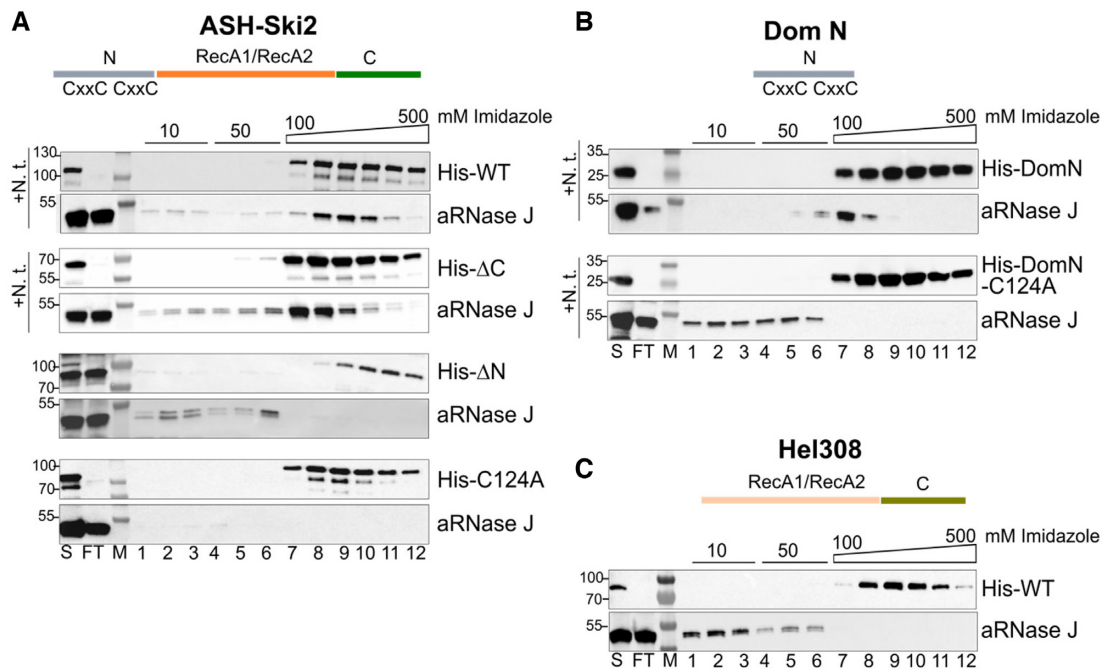 A
ASH-Ski2
N RecA1/RecA2 C
CxxC CxxC
10 50 100 500 mM Imidazole
+N. t.
130
100
His-WT
55
aRNase J
+N. t.
70
55
His-ΔC
55
aRNase J
100
70
His-ΔN
55
aRNase J
100
70
His-C124A
55
aRNase J
S FT M 1 2 3 4 5 6 7 8 9 10 11 12
B
Dom N
N
CxxC CxxC
10 50 100 500 mM Imidazole
+N. t.
35
25
His-DomN
55
aRNase J
+N. t.
35
25
His-DomN
-C124A
55
aRNase J
S FT M 1 2 3 4 5 6 7 8 9 10 11 12
C
Hel308
RecA1/RecA2 C
10 50 100 500 mM Imidazole
100
70
His-WT
55
aRNase J
S FT M 1 2 3 4 5 6 7 8 9 10 11 12